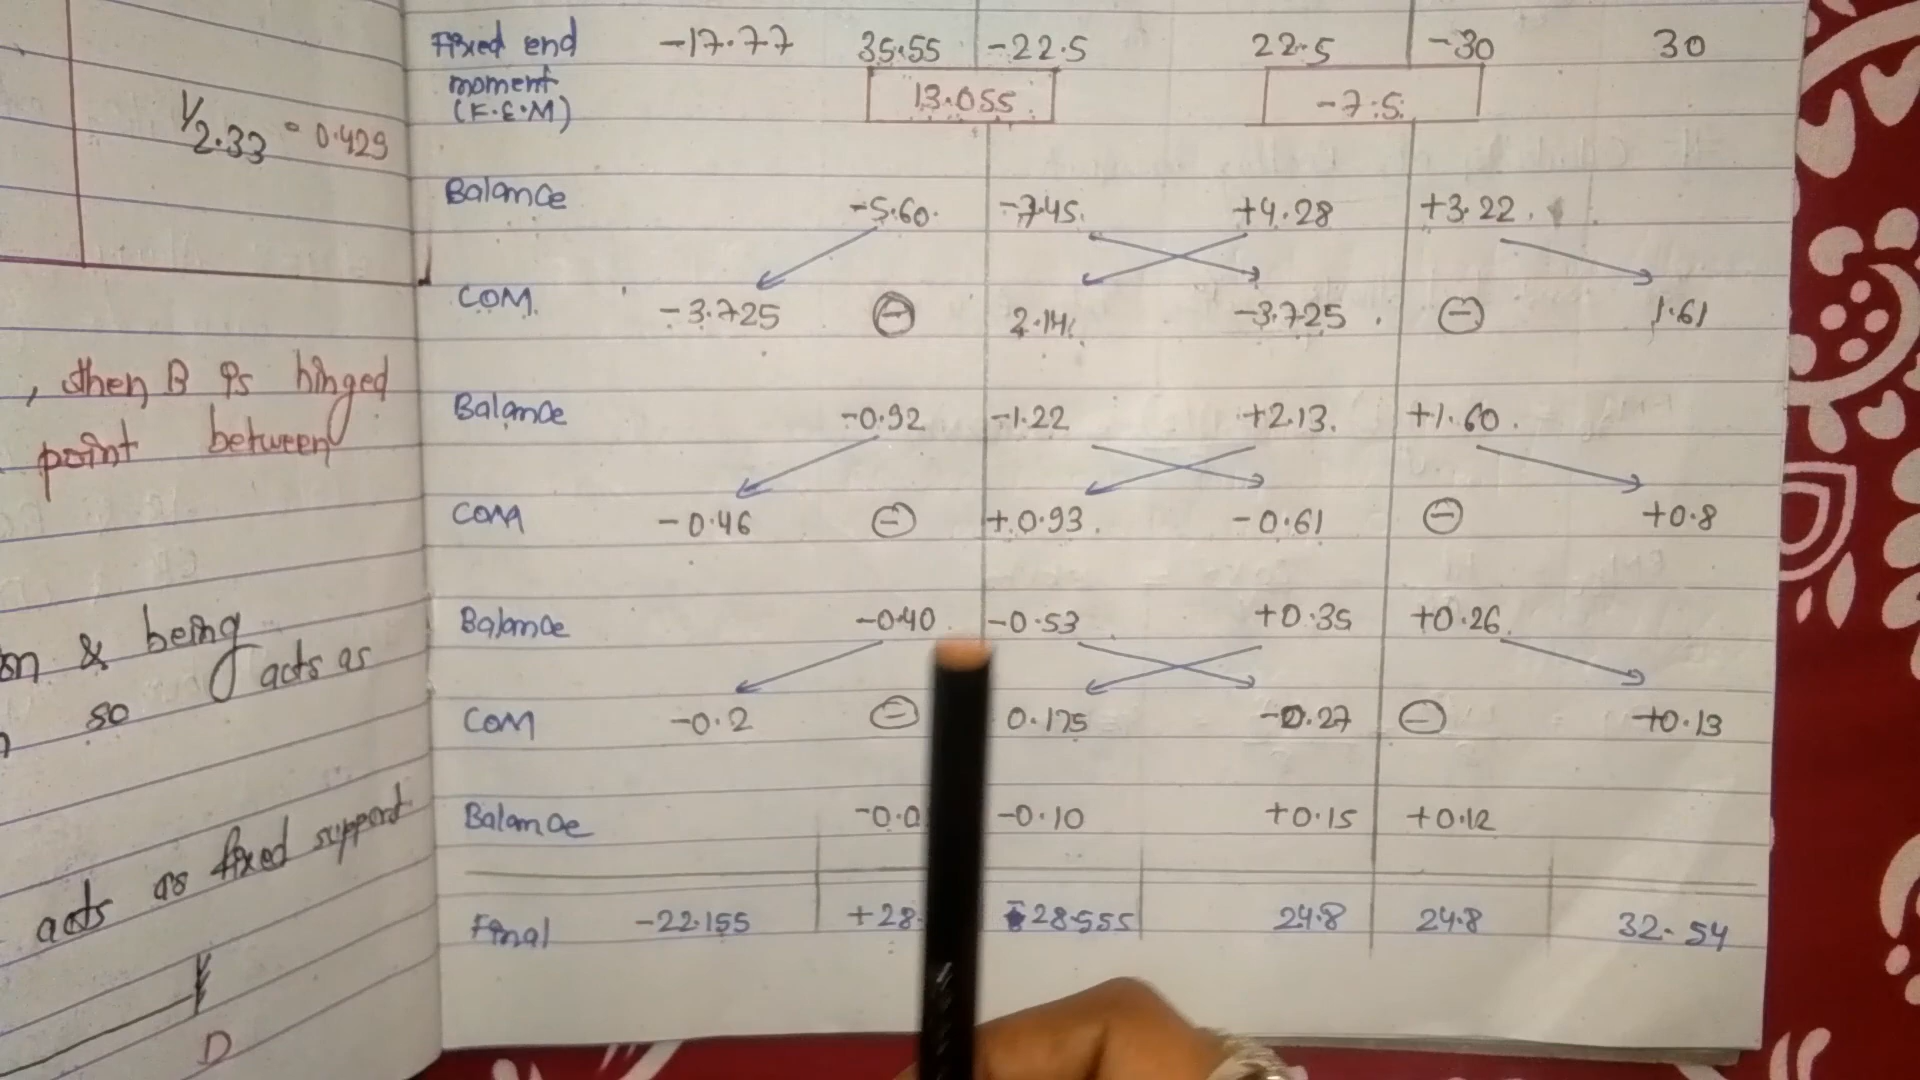 1/2.33 = 0.429
, then B is hinged
point between
& being
so acts as
acts as fixed support
D
Fixed end -17.77 35.55 -22.5 22.5 -30 30
moment
(F.E.M) 13.055 -7.5
Balance -5.60 -7.45 +4.28 +3.22
COM -3.725 - 2.14 -3.725 - 1.61
Balance -0.92 -1.22 +2.13 +1.60
COM -0.46 - +0.93 -0.61 - +0.8
Balance -0.40 -0.53 +0.35 +0.26
COM -0.2 - 0.175 -0.27 - +0.13
Balance -0.0 -0.10 +0.15 +0.12
Final -22.155 +28. 28.555 24.8 24.8 32.54